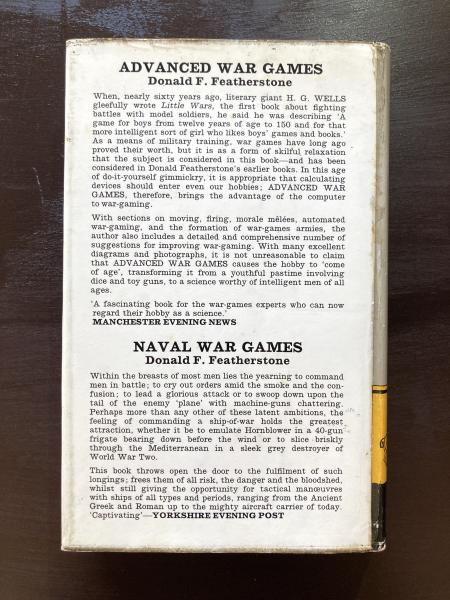 ADVANCED WAR GAMES
Donald F. Featherstone
When, nearly sixty years ago, literary giant H. G. WELLS
gleefully wrote Little Wars, the first book about fighting
battles with model soldiers, he said he was describing 'A
game for boys from twelve years of age to 150 and for that
more intelligent sort of girl who likes boys' games and books.'
As a means of military training, war games have long ago
proved their worth, but it is as a form of skilful relaxation
that the subject is considered in this book—and has been
considered in Donald Featherstone's earlier books. In this age
of do-it-yourself gimmickry, it is appropriate that calculating
devices should enter even our hobbies; ADVANCED WAR
GAMES, therefore, brings the advantage of the computer
to war-gaming.
With sections on moving, firing, morale mêlées, automated
war-gaming, and the formation of war-games armies, the
author also includes a detailed and comprehensive number of
suggestions for improving war-gaming. With many excellent
diagrams and photographs, it is not unreasonable to claim
that ADVANCED WAR GAMES causes the hobby to 'come
of age', transforming it from a youthful pastime involving
dice and toy guns, to a science worthy of intelligent men of all
ages.
'A fascinating book for the war-games experts who can now
regard their hobby as a science.'
MANCHESTER EVENING NEWS
NAVAL WAR GAMES
Donald F. Featherstone
Within the breasts of most men lies the yearning to command
men in battle; to cry out orders amid the smoke and the con-
fusion; to lead a glorious attack or to swoop down upon the
tail of the enemy 'plane' with machine-guns chattering.
Perhaps more than any other of these latent ambitions, the
feeling of commanding a ship-of-war holds the greatest
attraction, whether it be to emulate Hornblower in a 40-gun
frigate bearing down before the wind or to slice briskly
through the Mediterranean in a sleek grey destroyer of
World War Two.
This book throws open the door to the fulfilment of such
longings; frees them of all risk, the danger and the bloodshed,
whilst still giving the opportunity for tactical manœuvres
with ships of all types and periods, ranging from the Ancient
Greek and Roman up to the mighty aircraft carrier of today.
'Captivating'—YORKSHIRE EVENING POST